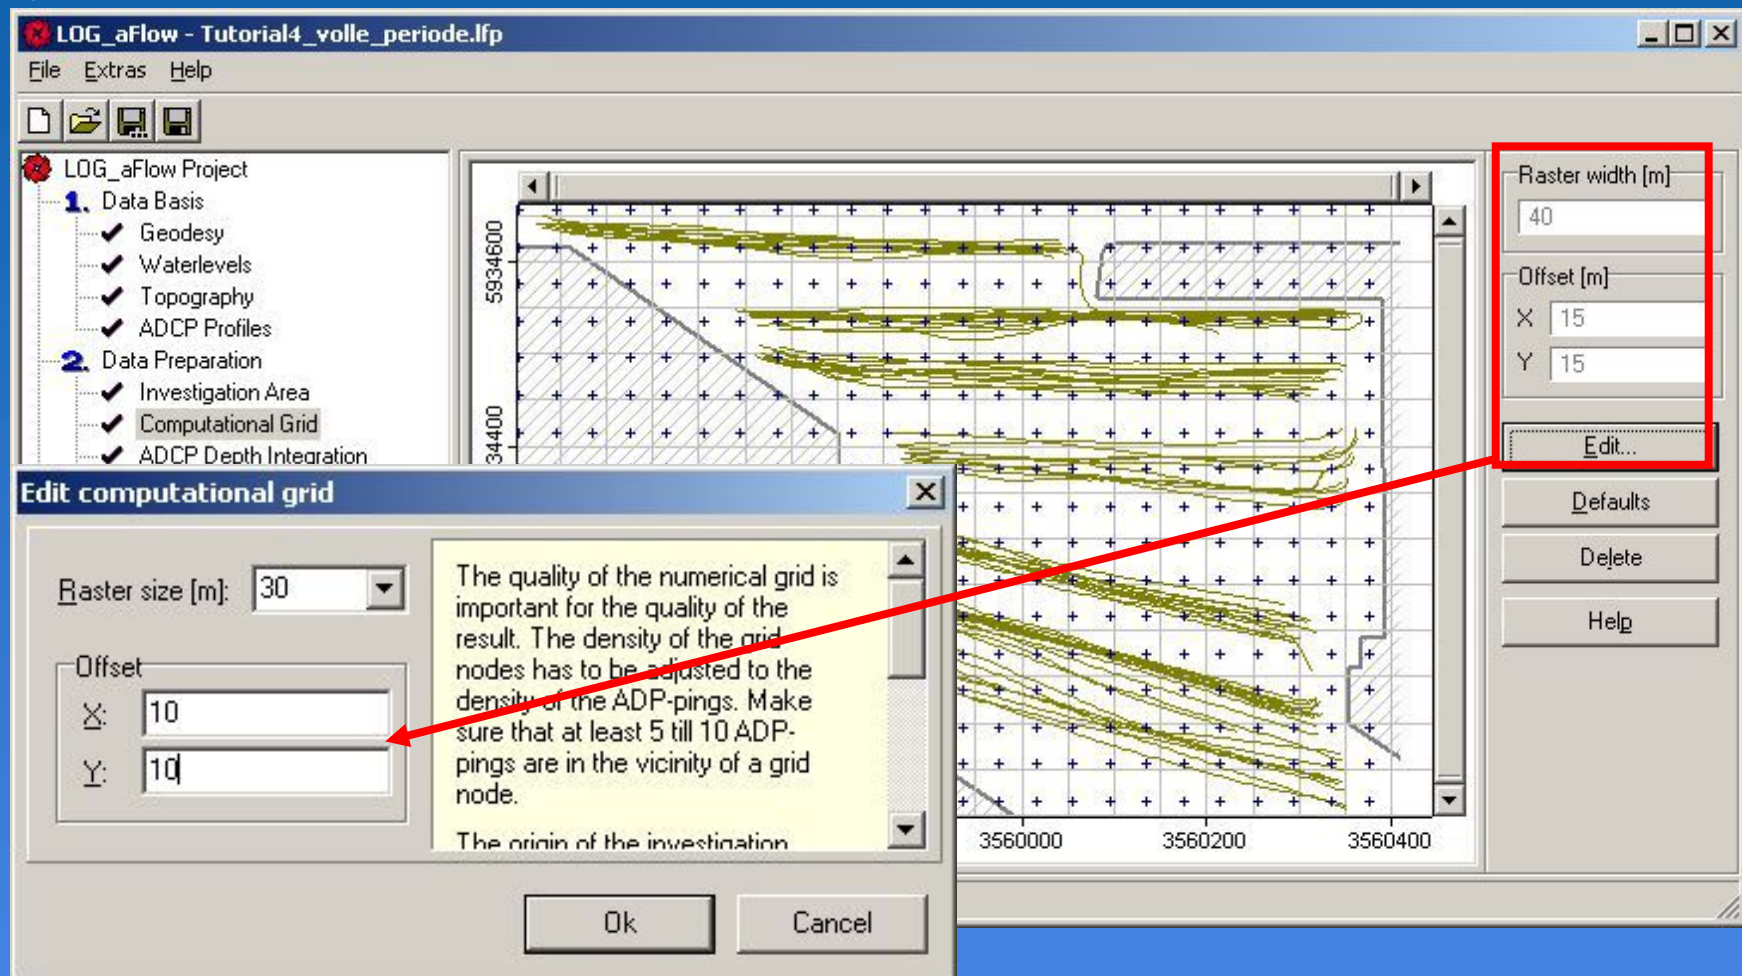 LOG_aFlow - Tutorial4_volle_periode.lfp
File Extras Help
LOG_aFlow Project
1. Data Basis
Geodesy
Waterlevels
Topography
ADCP Profiles
2. Data Preparation
Investigation Area
Computational Grid
ADCP Depth Integration
5934600
34400
3560000
3560200
3560400
Raster width [m]
40
Offset [m]
X 15
Y 15
Edit...
Defaults
Delete
Help
Edit computational grid
Raster size [m]: 30
Offset
X: 10
Y: 10
The quality of the numerical grid is
important for the quality of the
result. The density of the grid
nodes has to be adjusted to the
density of the ADP-pings. Make
sure that at least 5 till 10 ADP-
pings are in the vicinity of a grid
node.
The origin of the investigation
Ok
Cancel